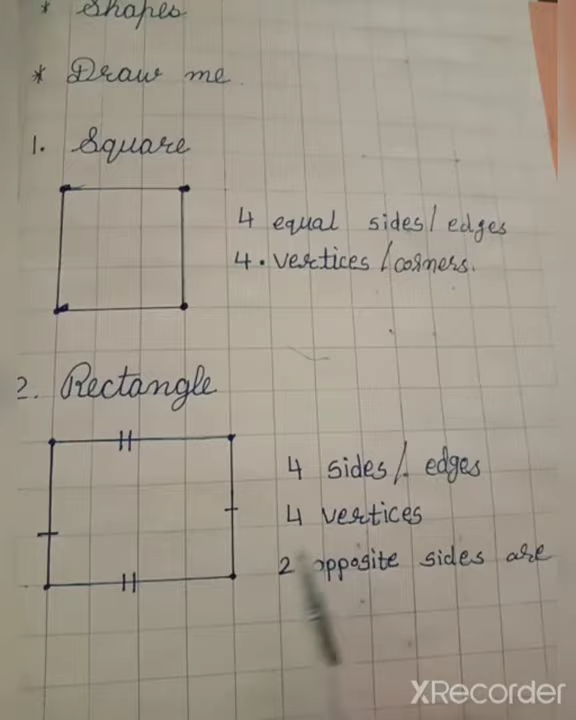 * Shapes
* Draw me.
1. Square
4 equal sides/edges
4. vertices/corners.
2. Rectangle
4 sides/. edges
4 vertices
2 opposite sides are
XRecorder